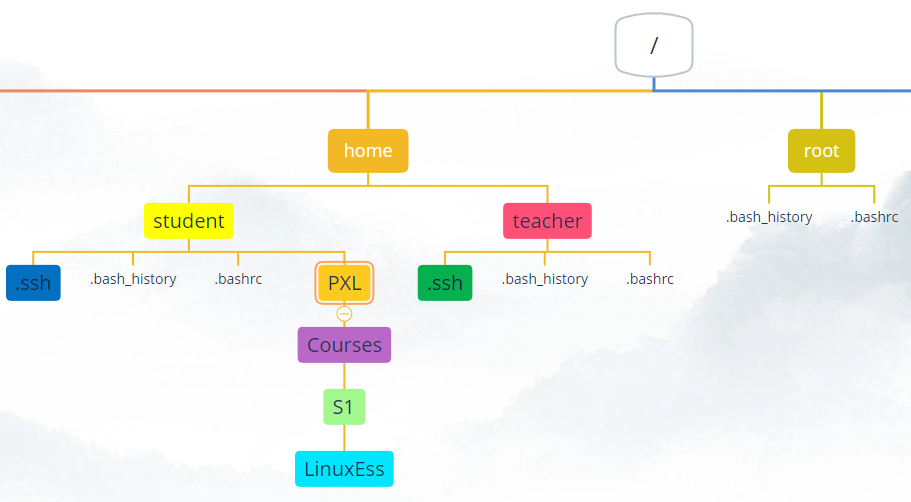 /
home
root
student
teacher
.bash_history
.bashrc
.ssh
.bash_history
.bashrc
PXL
.ssh
.bash_history
.bashrc
Courses
S1
LinuxEss